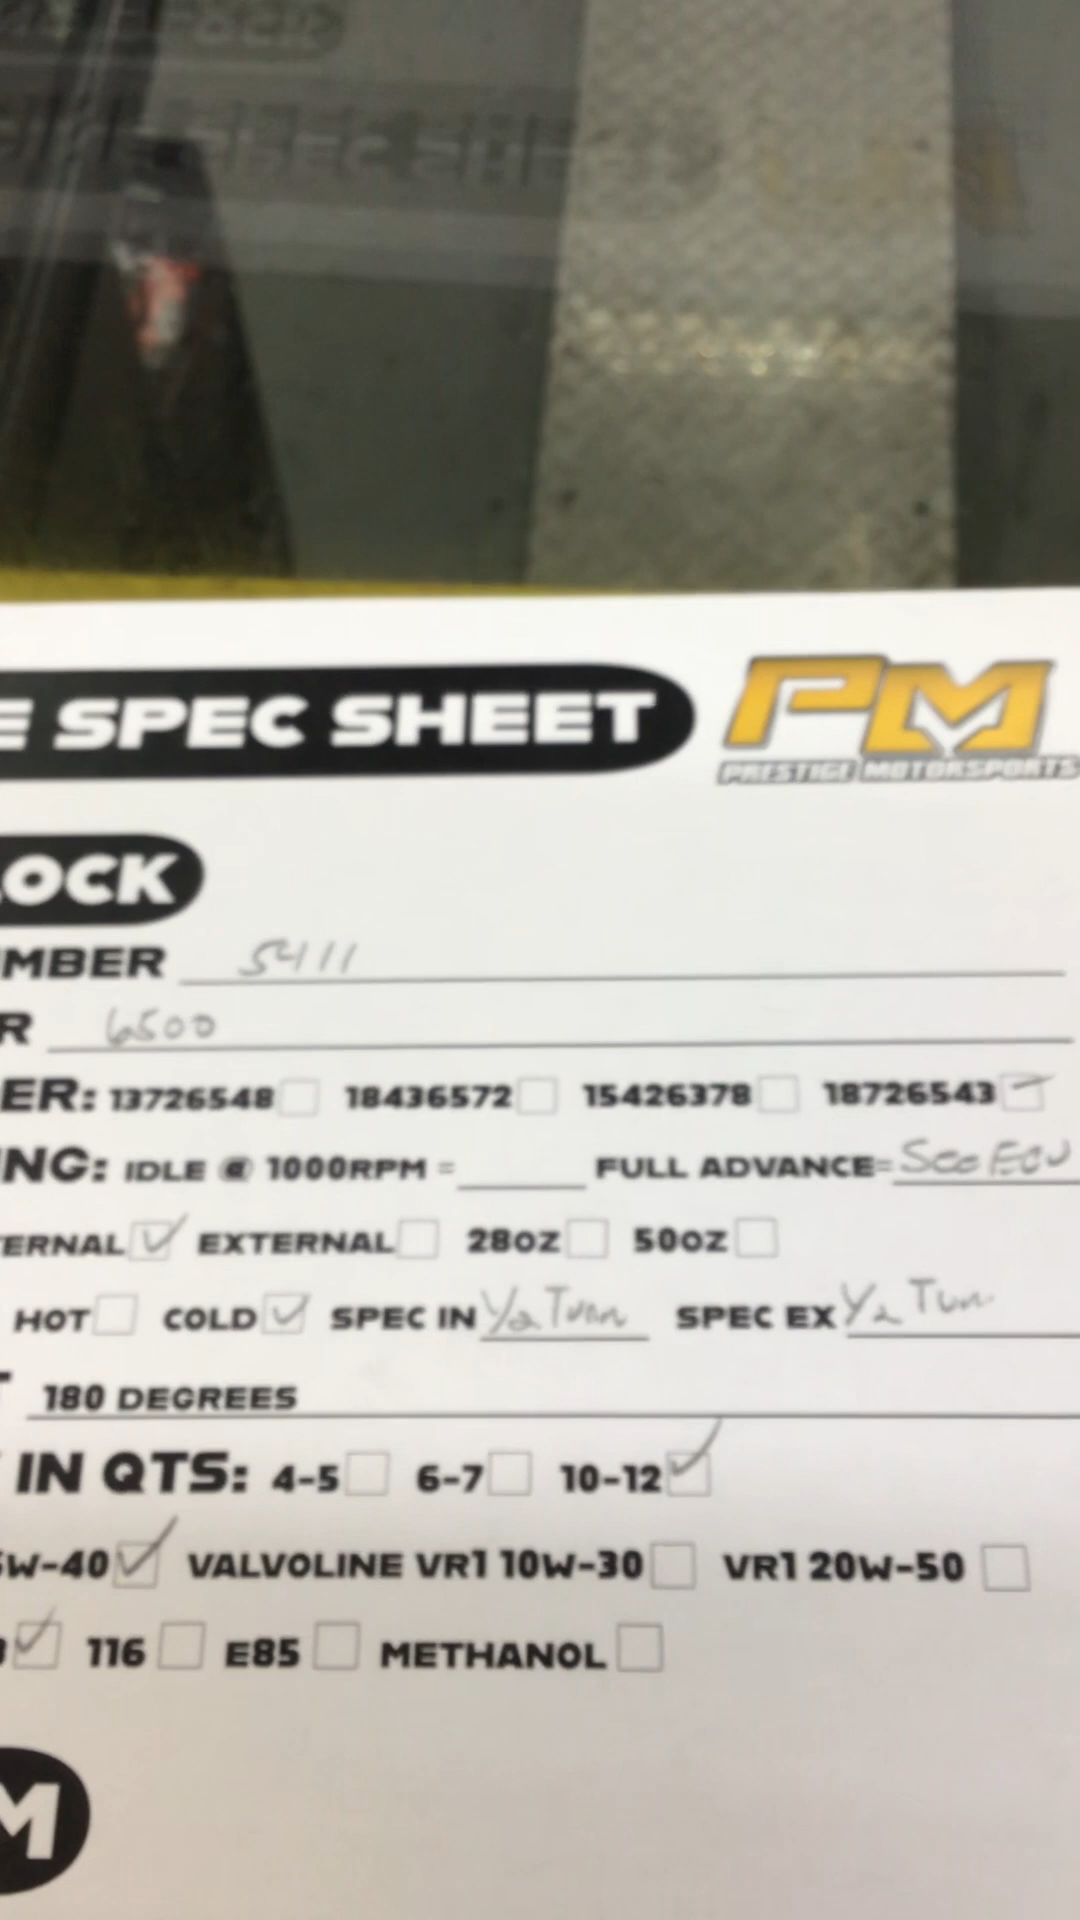 E SPEC SHEET PM
PRESTIGE MOTORSPORTS
LOCK
MBER 5411
R 6500
ER: 13726548 18436572 15426378 18726543
NG: IDLE @ 1000RPM = FULL ADVANCE= See ECU
ERNAL EXTERNAL 28OZ 50OZ
HOT COLD SPEC IN 1/2 Turn SPEC EX 1/2 Turn
T 180 DEGREES
IN QTS: 4-5 6-7 10-12
5W-40 VALVOLINE VR1 10W-30 VR1 20W-50
116 E85 METHANOL
M